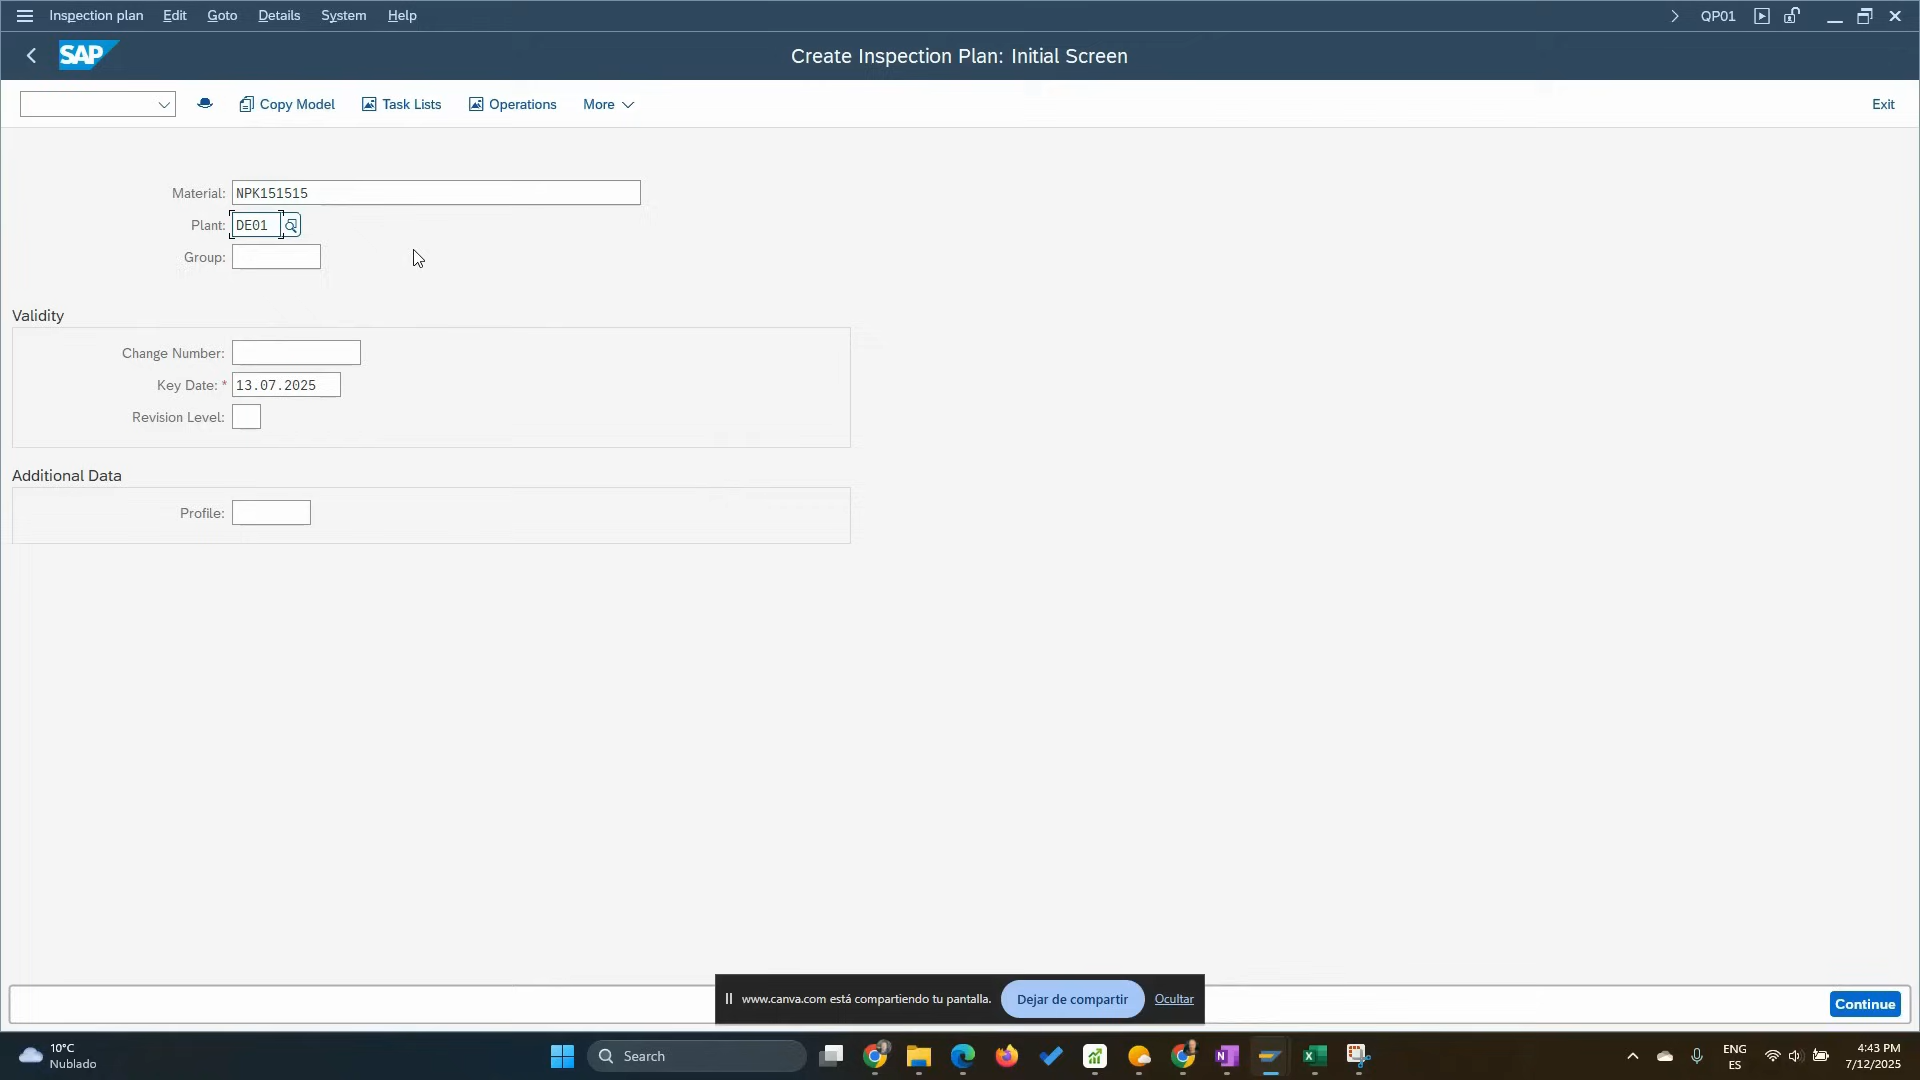 Inspection plan Edit Goto Details System Help QP01
SAP Create Inspection Plan: Initial Screen
Copy Model Task Lists Operations More Exit
Material: NPK151515
Plant: DE01
Group:
Validity
Change Number:
Key Date: * 13.07.2025
Revision Level:
Additional Data
Profile:
www.canva.com está compartiendo tu pantalla. Dejar de compartir Ocultar
Continue
10°C
Nublado
Search
ENG
ES
4:43 PM
7/12/2025